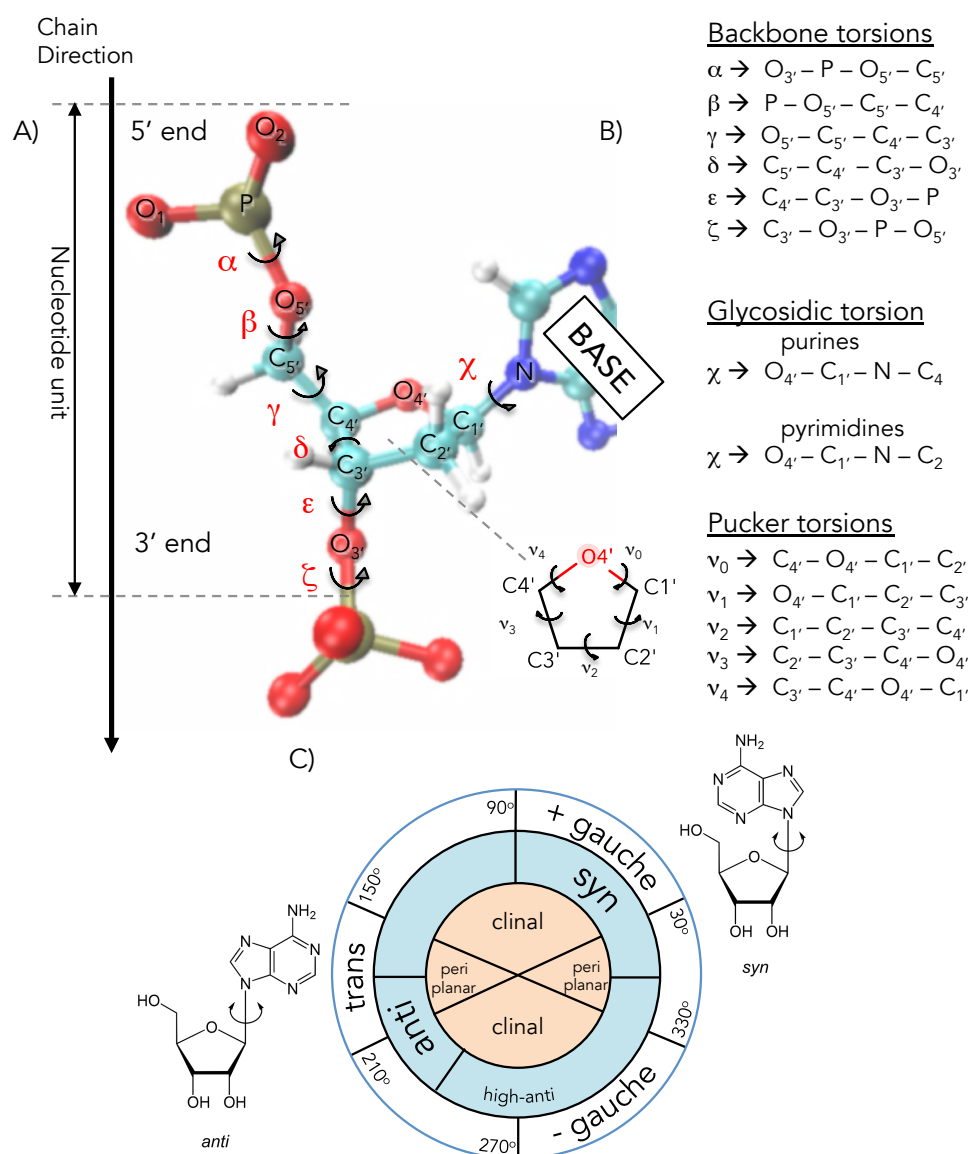 Chain
Direction
A)
5′ end
B)
O₂
O₁
P
α
O₅′
β
C₅′
γ
C₄′
O₄′
χ
N
BASE
C₁′
C₂′
δ
C₃′
ε
O₃′
ζ
3′ end
Nucleotide unit
ν₄
O4'
ν₀
C4'
C1'
ν₃
ν₁
C3'
C2'
ν₂
Backbone torsions
α → O₃′ – P – O₅′ – C₅′
β → P – O₅′ – C₅′ – C₄′
γ → O₅′ – C₅′ – C₄′ – C₃′
δ → C₅′ – C₄′ – C₃′ – O₃′
ε → C₄′ – C₃′ – O₃′ – P
ζ → C₃′ – O₃′ – P – O₅′
Glycosidic torsion
purines
χ → O₄′ – C₁′ – N – C₄
pyrimidines
χ → O₄′ – C₁′ – N – C₂
Pucker torsions
ν₀ → C₄′ – O₄′ – C₁′ – C₂′
ν₁ → O₄′ – C₁′ – C₂′ – C₃′
ν₂ → C₁′ – C₂′ – C₃′ – C₄′
ν₃ → C₂′ – C₃′ – C₄′ – O₄′
ν₄ → C₃′ – C₄′ – O₄′ – C₁′
C)
90°
+ gauche
150°
syn
30°
clinal
trans
peri
planar
peri
planar
anti
clinal
210°
330°
high-anti
270°
- gauche
NH₂
N
N
N
N
HO
O
OH
OH
anti
NH₂
N
N
N
N
HO
O
OH
OH
syn